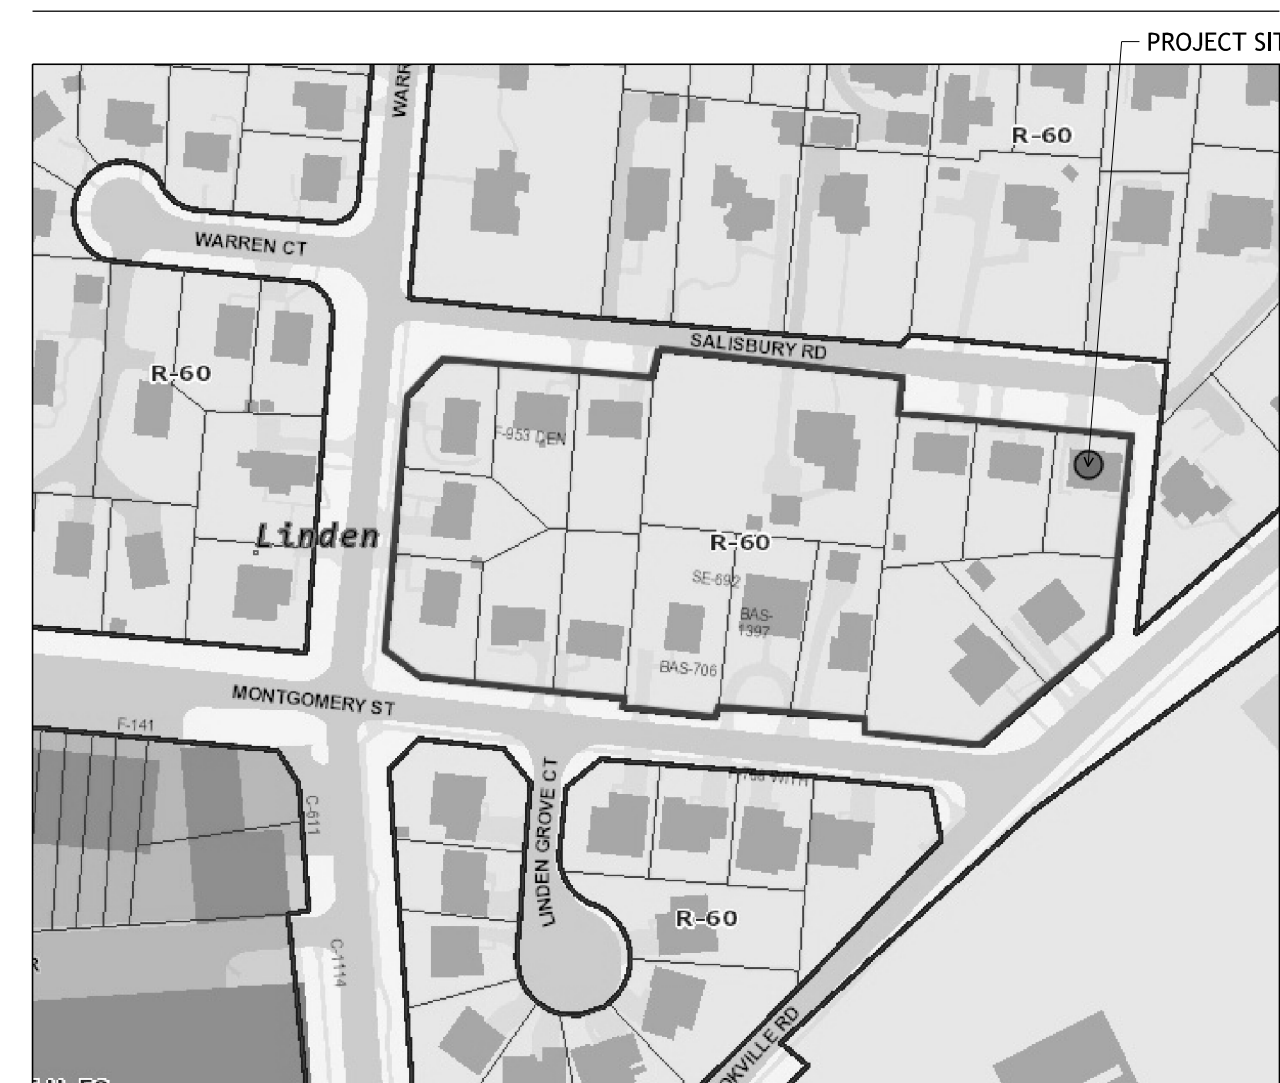 PROJECT SIT
WARR
R-60
WARREN CT
SALISBURY RD
R-60
F-953 DEN
Linden
R-60
SE-692
BAS-
1397
BAS-706
MONTGOMERY ST
F-141
C-611
LINDEN GROVE CT
R-60
C-1114
R
OKVILLE RD